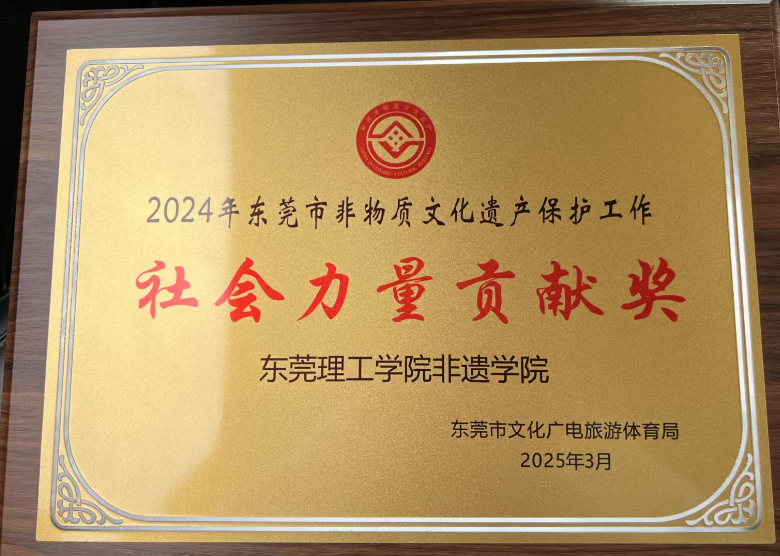 2024年东莞市非物质文化遗产保护工作
社会力量贡献奖
东莞理工学院非遗学院
东莞市文化广电旅游体育局
2025年3月